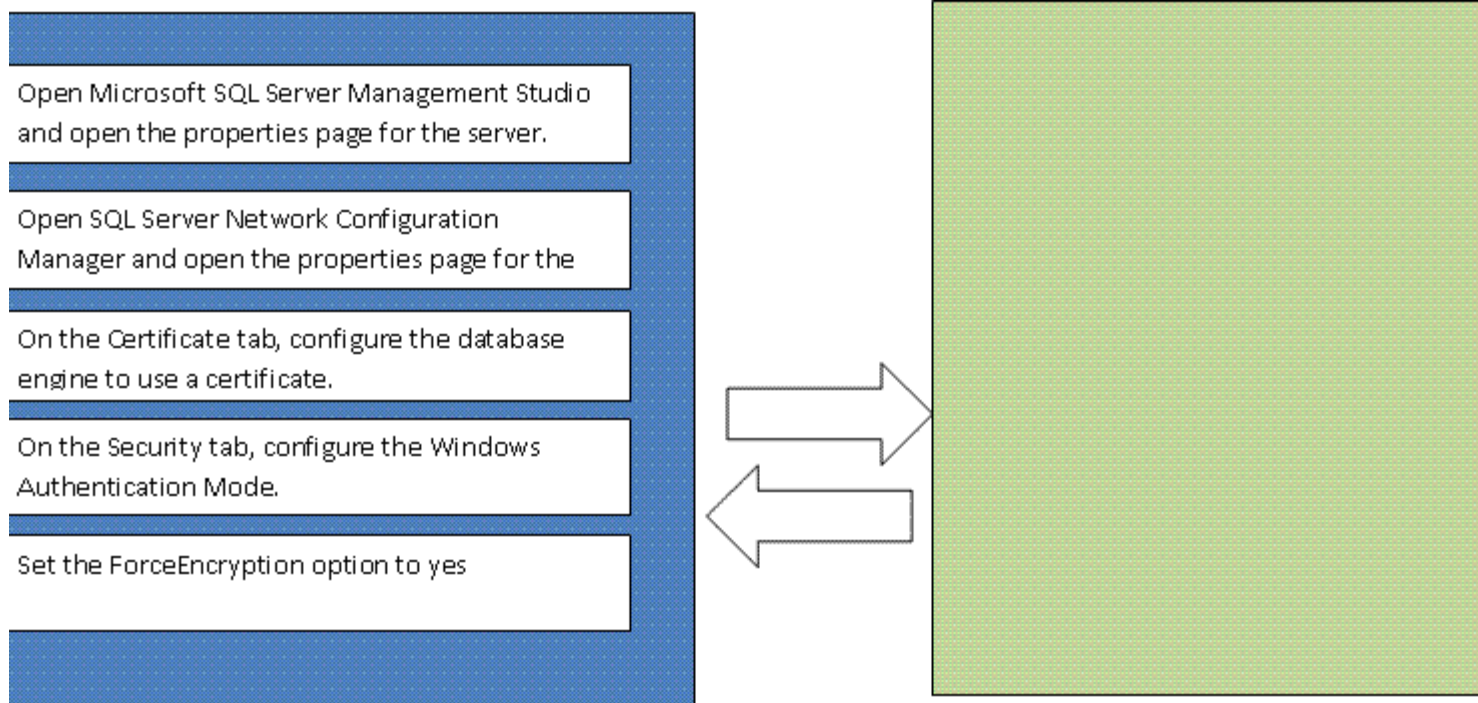 Open Microsoft SQL Server Management Studio
and open the properties page for the server.
Open SQL Server Network Configuration
Manager and open the properties page for the
On the Certificate tab, configure the database
engine to use a certificate.
On the Security tab, configure the Windows
Authentication Mode.
Set the ForceEncryption option to yes